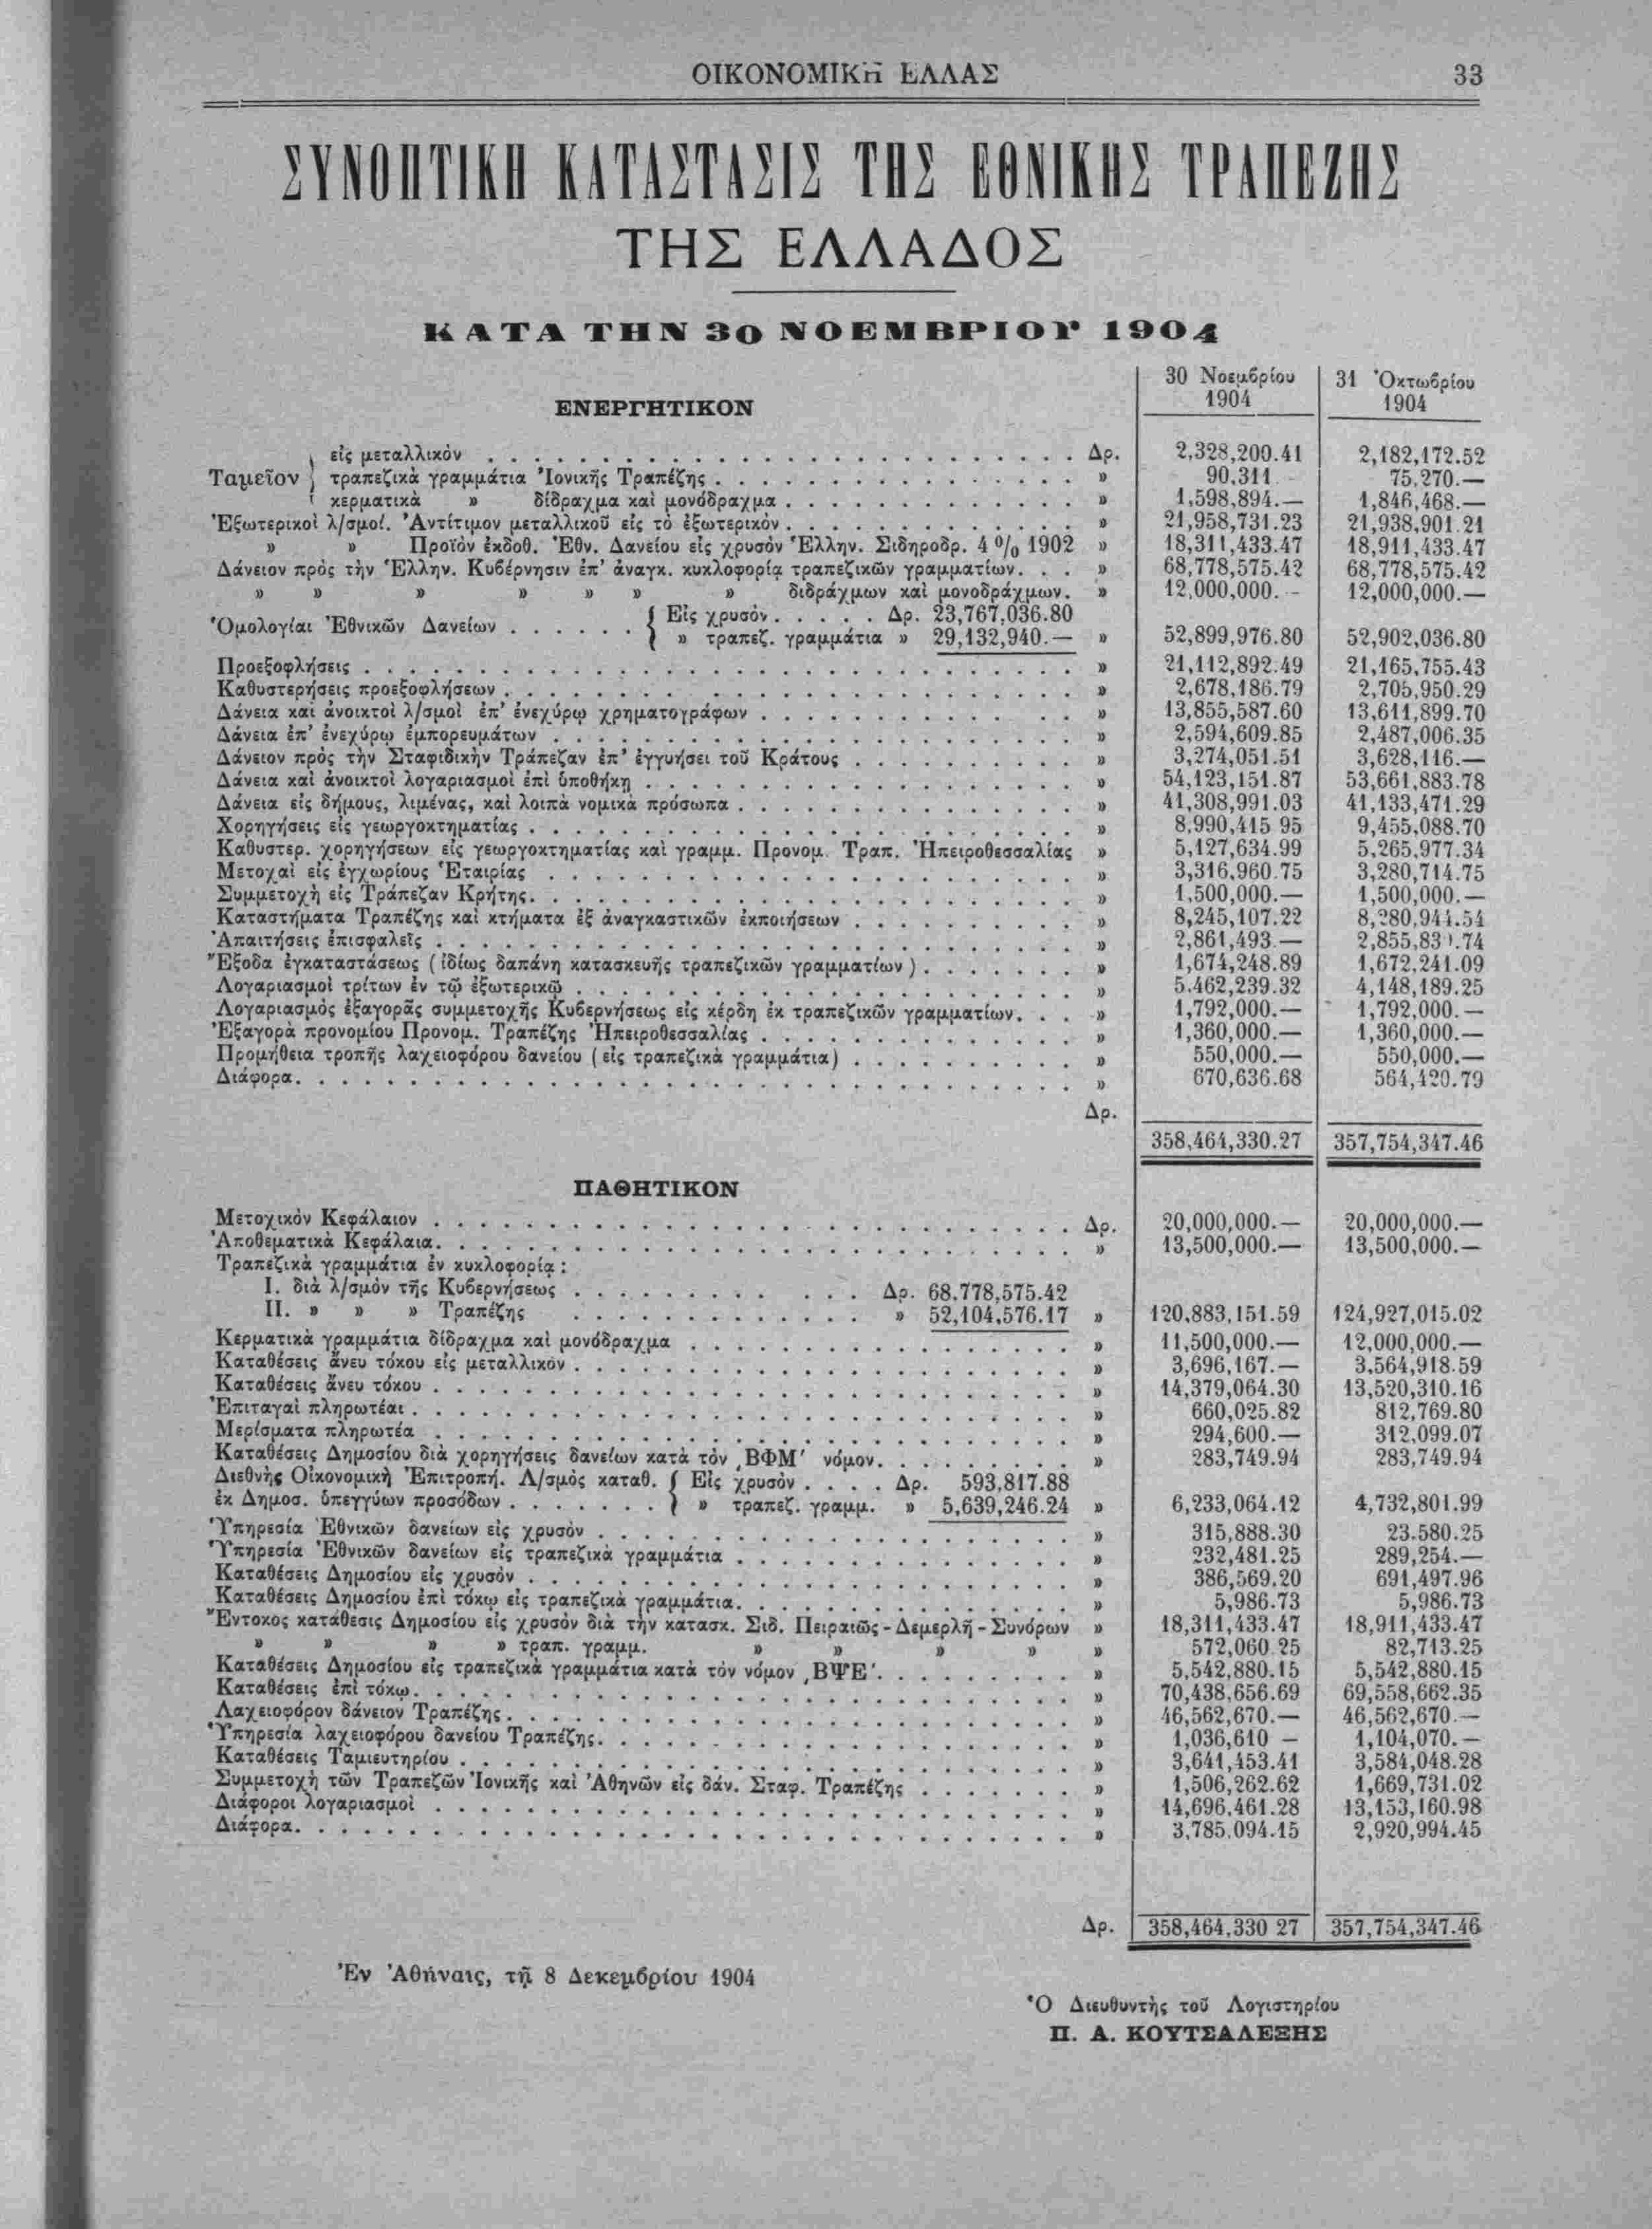 ΟΙΚΟΝΟΜΙΚΗ ΕΛΛΑΣ 33
ΣΥΝΟΠΤΙΚΗ ΚΑΤΑΣΤΑΣΙΣ ΤΗΣ ΕΘΝΙΚΗΣ ΤΡΑΠΕΖΗΣ
ΤΗΣ ΕΛΛΑΔΟΣ
ΚΑΤΑ ΤΗΝ 30 ΝΟΕΜΒΡΙΟΥ 1904
ΕΝΕΡΓΗΤΙΚΟΝ 30 Νοεμβρίου 1904 31 Ὀκτωβρίου 1904
Ταμεῖον εἰς μεταλλικὸν . . . Δρ. 2,328,200.41 2,182,172.52
τραπεζικὰ γραμμάτια Ἰονικῆς Τραπέζης . . . » 90,311.- 75,270.—
κερματικὰ » δίδραχμα καὶ μονόδραχμα . . . » 1,598,894.— 1,846,468.—
Ἐξωτερικοὶ λ/σμοί. Ἀντίτιμον μεταλλικοῦ εἰς τὸ ἐξωτερικὸν . . . » 21,958,731.23 21,938,901.21
» » Προϊὸν ἐκδοθ. Ἐθν. Δανείου εἰς χρυσὸν Ἑλλην. Σιδηροδρ. 4 % 1902 » 18,311,433.47 18,911,433.47
Δάνειον πρὸς τὴν Ἑλλην. Κυβέρνησιν ἐπ' ἀναγκ. κυκλοφορίᾳ τραπεζικῶν γραμματίων. . . » 68,778,575.42 68,778,575.42
» » » » » » » διδράχμων καὶ μονοδράχμων. » 12,000,000.- 12,000,000.—
Ὁμολογίαι Ἐθνικῶν Δανείων . . . Εἰς χρυσὸν. . . . . Δρ. 23,767,036.80
» τραπεζ. γραμμάτια » 29,132,940.— » 52,899,976.80 52,902,036.80
Προεξοφλήσεις . . . » 21,112,892.49 21,165,755.43
Καθυστερήσεις προεξοφλήσεων . . . » 2,678,186.79 2,705,950.29
Δάνεια καὶ ἀνοικτοὶ λ/σμοὶ ἐπ' ἐνεχύρῳ χρηματογράφων . . . » 13,855,587.60 13,611,899.70
Δάνεια ἐπ' ἐνεχύρῳ ἐμπορευμάτων . . . » 2,594,609.85 2,487,006.35
Δάνειον πρὸς τὴν Σταφιδικὴν Τράπεζαν ἐπ' ἐγγυήσει τοῦ Κράτους . . . » 3,274,051.51 3,628,116.—
Δάνεια καὶ ἀνοικτοὶ λογαριασμοὶ ἐπὶ ὑποθήκῃ . . . » 54,123,151.87 53,661,883.78
Δάνεια εἰς δήμους, λιμένας, καὶ λοιπὰ νομικὰ πρόσωπα . . . » 41,308,991.03 41,133,471.29
Χορηγήσεις εἰς γεωργοκτηματίας . . . » 8,990,415 95 9,455,088.70
Καθυστερ. χορηγήσεων εἰς γεωργοκτηματίας καὶ γραμμ. Προνομ. Τραπ. Ἠπειροθεσσαλίας » 5,127,634.99 5,265,977.34
Μετοχαὶ εἰς ἐγχωρίους Ἑταιρίας . . . » 3,316,960.75 3,280,714.75
Συμμετοχὴ εἰς Τράπεζαν Κρήτης. . . » 1,500,000.— 1,500,000.—
Καταστήματα Τραπέζης καὶ κτήματα ἐξ ἀναγκαστικῶν ἐκποιήσεων . . . » 8,245,107.22 8,280,944.54
Ἀπαιτήσεις ἐπισφαλεῖς . . . » 2,861,493.—
Ἔξοδα ἐγκαταστάσεως (ἰδίως δαπάνη κατασκευῆς τραπεζικῶν γραμματίων) . . . » 1,674,248.89 1,672,241.09
Λογαριασμοὶ τρίτων ἐν τῷ ἐξωτερικῷ . . . » 5,462,239.32 4,148,189.25
Λογαριασμὸς ἐξαγορᾶς συμμετοχῆς Κυβερνήσεως εἰς κέρδη ἐκ τραπεζικῶν γραμματίων. . . » 1,792,000.— 1,792,000.—
Ἐξαγορὰ προνομίου Προνομ. Τραπέζης Ἠπειροθεσσαλίας . . . » 1,360,000.— 1,360,000.—
Προμήθεια τροπῆς λαχειοφόρου δανείου (εἰς τραπεζικὰ γραμμάτια) . . . » 550,000.— 550,000.—
Διάφορα. . . » 670,636.68 564,420.79
Δρ.
358,464,330.27 357,754,347.46
ΠΑΘΗΤΙΚΟΝ
Μετοχικὸν Κεφάλαιον . . . Δρ. 20,000,000.— 20,000,000.—
Ἀποθεματικὰ Κεφάλαια. . . » 13,500,000.— 13,500,000.—
Τραπεζικὰ γραμμάτια ἐν κυκλοφορίᾳ :
I. διὰ λ/σμὸν τῆς Κυβερνήσεως . . . Δρ. 68,778,575.42
II. » » » Τραπέζης . . . » 52,104,576.17 » 120,883,151.59 124,927,015.02
Κερματικὰ γραμμάτια δίδραχμα καὶ μονόδραχμα . . . » 11,500,000.— 12,000,000.—
Καταθέσεις ἄνευ τόκου εἰς μεταλλικὸν . . . » 3,696,167.— 3,564,918.59
Καταθέσεις ἄνευ τόκου . . . » 14,379,064.30 13,520,310.16
Ἐπιταγαὶ πληρωτέαι . . . » 660,025.82 812,769.80
Μερίσματα πληρωτέα . . . » 294,600.— 312,099.07
Καταθέσεις Δημοσίου διὰ χορηγήσεις δανείων κατὰ τὸν ͵ΒΦΜ′ νόμον. . . » 283,749.94 283,749.94
Διεθνὴς Οἰκονομικὴ Ἐπιτροπή. Λ/σμὸς καταθ. Εἰς χρυσὸν . . . . Δρ. 593,817.88
ἐκ Δημοσ. ὑπεγγύων προσόδων . . . » τραπεζ. γραμμ. » 5,639,246.24 » 6,233,064.12 4,732,801.99
Ὑπηρεσία Ἐθνικῶν δανείων εἰς χρυσὸν . . . » 315,888.30 23,580.25
Ὑπηρεσία Ἐθνικῶν δανείων εἰς τραπεζικὰ γραμμάτια . . . » 232,481.25 289,254.—
Καταθέσεις Δημοσίου εἰς χρυσὸν . . . » 386,569.20 691,497.96
Καταθέσεις Δημοσίου ἐπὶ τόκῳ εἰς τραπεζικὰ γραμμάτια. . . » 5,986.73 5,986.73
Ἔντοκος κατάθεσις Δημοσίου εἰς χρυσὸν διὰ τὴν κατασκ. Σιδ. Πειραιῶς - Δεμερλῆ - Συνόρων » 18,311,433.47 18,911,433.47
» » » » τραπ. γραμμ. » » » » » 572,060.25 82,713.25
Καταθέσεις Δημοσίου εἰς τραπεζικὰ γραμμάτια κατὰ τὸν νόμον ͵ΒΨΕ′. . . » 5,542,880.15 5,542,880.15
Καταθέσεις ἐπὶ τόκῳ. . . » 70,438,656.69 69,558,662.35
Λαχειοφόρον δάνειον Τραπέζης. . . » 46,562,670.— 46,562,670.—
Ὑπηρεσία λαχειοφόρου δανείου Τραπέζης. . . » 1,036,610 — 1,104,070.—
Καταθέσεις Ταμιευτηρίου . . . » 3,641,453.41 3,584,048.28
Συμμετοχὴ τῶν Τραπεζῶν Ἰονικῆς καὶ Ἀθηνῶν εἰς δάν. Σταφ. Τραπέζης . . . » 1,506,262.62 1,669,731.02
Διάφοροι λογαριασμοὶ . . . » 14,696,461.28 13,153,160.98
Διάφορα. . . » 3,785,094.15 2,920,994.45
Δρ. 358,464,330 27 357,754,347.46
Ἐν Ἀθήναις, τῇ 8 Δεκεμβρίου 1904
Ὁ Διευθυντὴς τοῦ Λογιστηρίου
Π. Α. ΚΟΥΤΣΑΛΕΞΗΣ